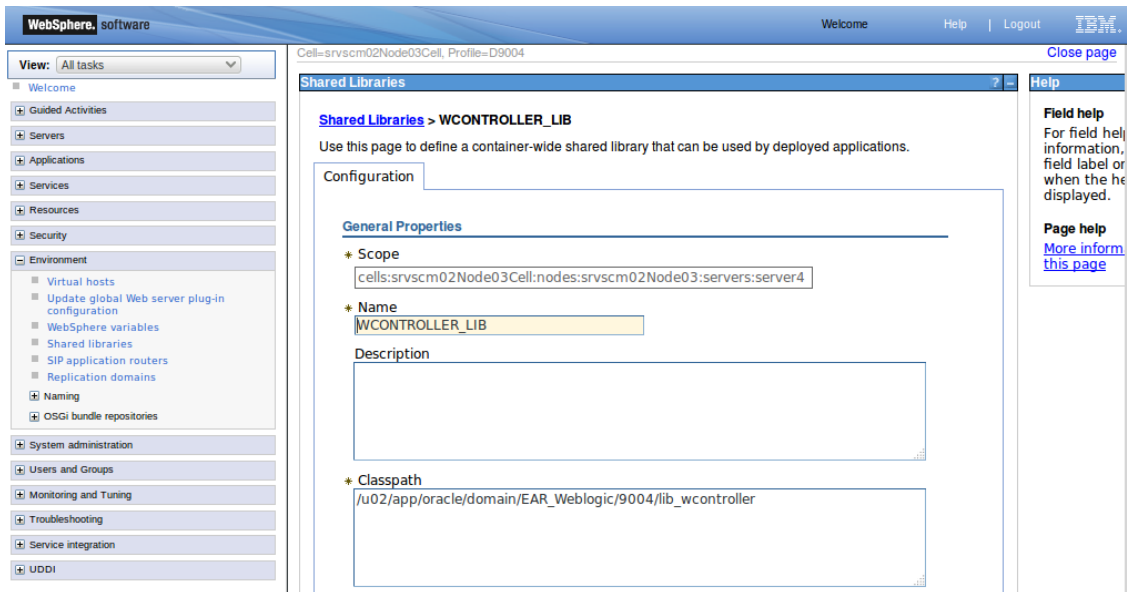 WebSphere. software
Welcome Help | Logout IBM.
View: All tasks
Welcome
Guided Activities
Servers
Applications
Services
Resources
Security
Environment
Virtual hosts
Update global Web server plug-in
configuration
WebSphere variables
Shared libraries
SIP application routers
Replication domains
Naming
OSGi bundle repositories
System administration
Users and Groups
Monitoring and Tuning
Troubleshooting
Service integration
UDDI
Cell=srvscm02Node03Cell, Profile=D9004
Close page
Shared Libraries ? -
Shared Libraries > WCONTROLLER_LIB
Use this page to define a container-wide shared library that can be used by deployed applications.
Configuration
General Properties
* Scope
cells:srvscm02Node03Cell:nodes:srvscm02Node03:servers:server4
* Name
WCONTROLLER_LIB
Description
* Classpath
/u02/app/oracle/domain/EAR_Weblogic/9004/lib_wcontroller
Help
Field help
For field help
information,
field label or
when the he
displayed.
Page help
More inform
this page